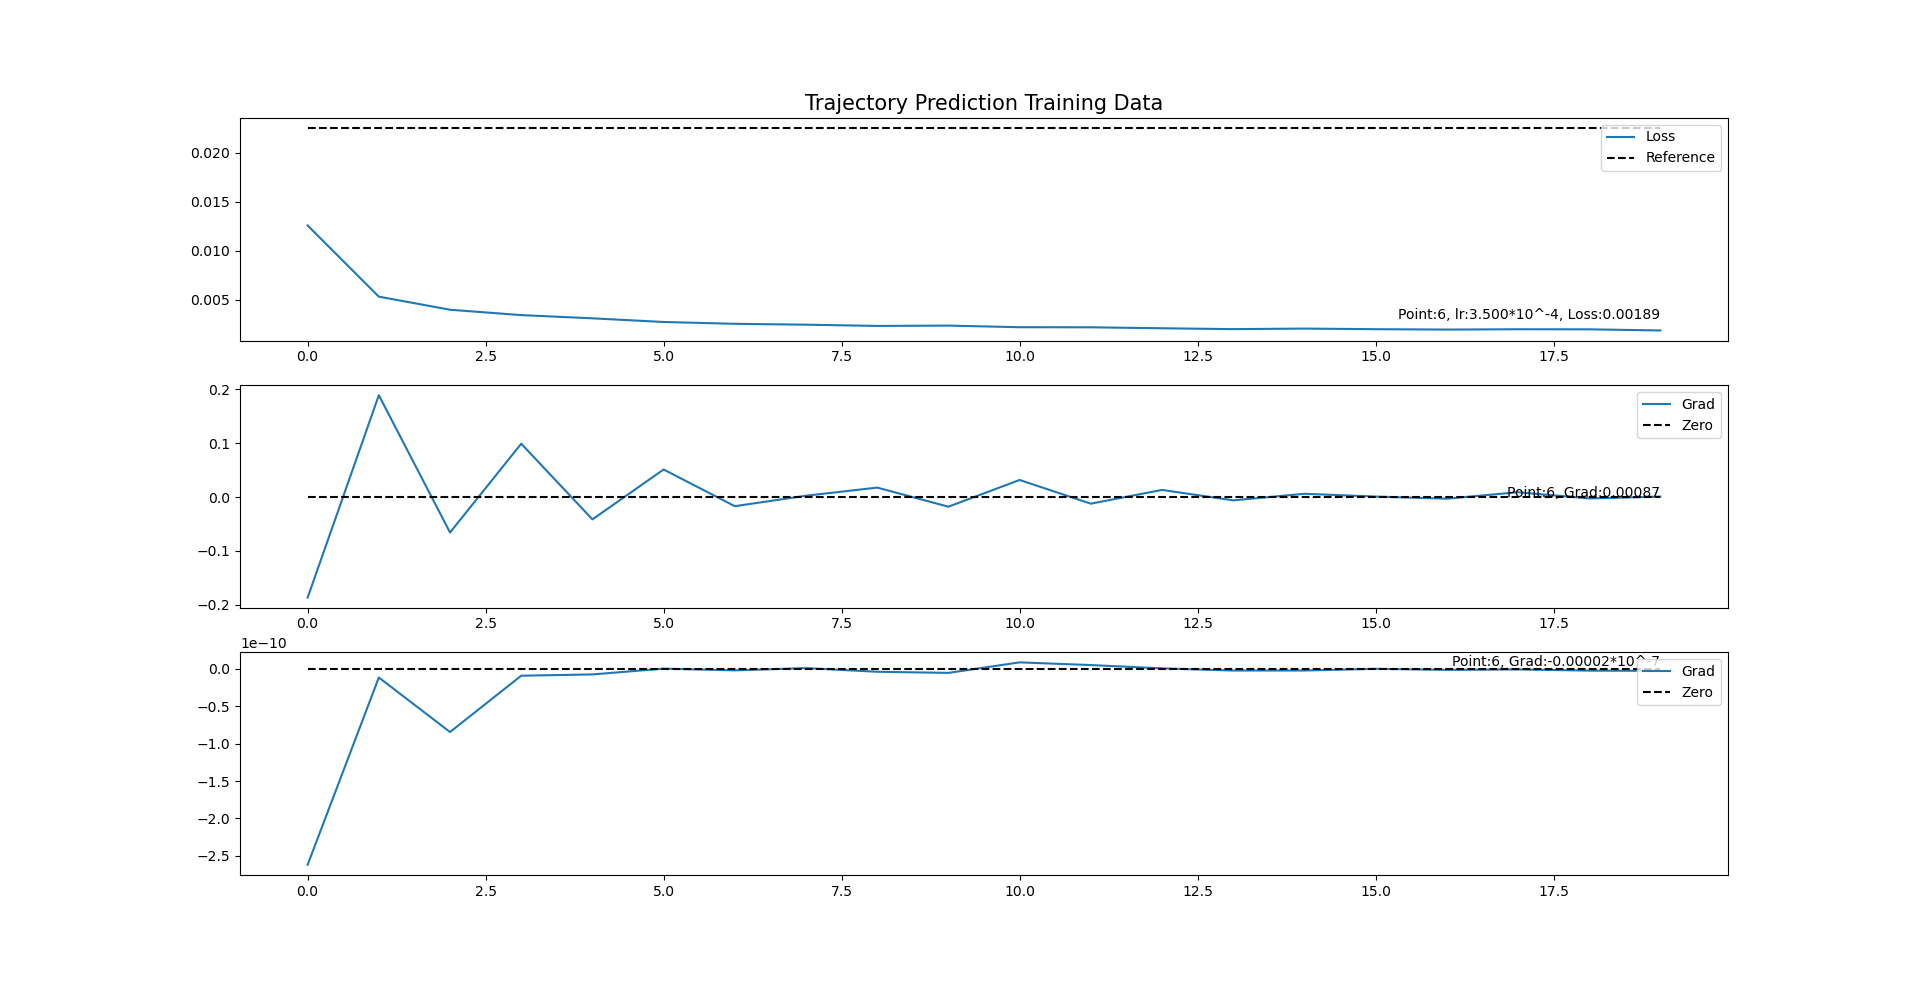 Trajectory Prediction Training Data
0.020
0.015
0.010
0.005
Loss
Reference
Point:6, lr:3.500*10^-4, Loss:0.00189
0.0 2.5 5.0 7.5 10.0 12.5 15.0 17.5
0.2
0.1
0.0
−0.1
−0.2
Grad
Zero
Point:6, Grad:0.00087
0.0 2.5 5.0 7.5 10.0 12.5 15.0 17.5
1e−10
0.0
−0.5
−1.0
−1.5
−2.0
−2.5
Point:6, Grad:-0.00002*10^-7
Grad
Zero
0.0 2.5 5.0 7.5 10.0 12.5 15.0 17.5